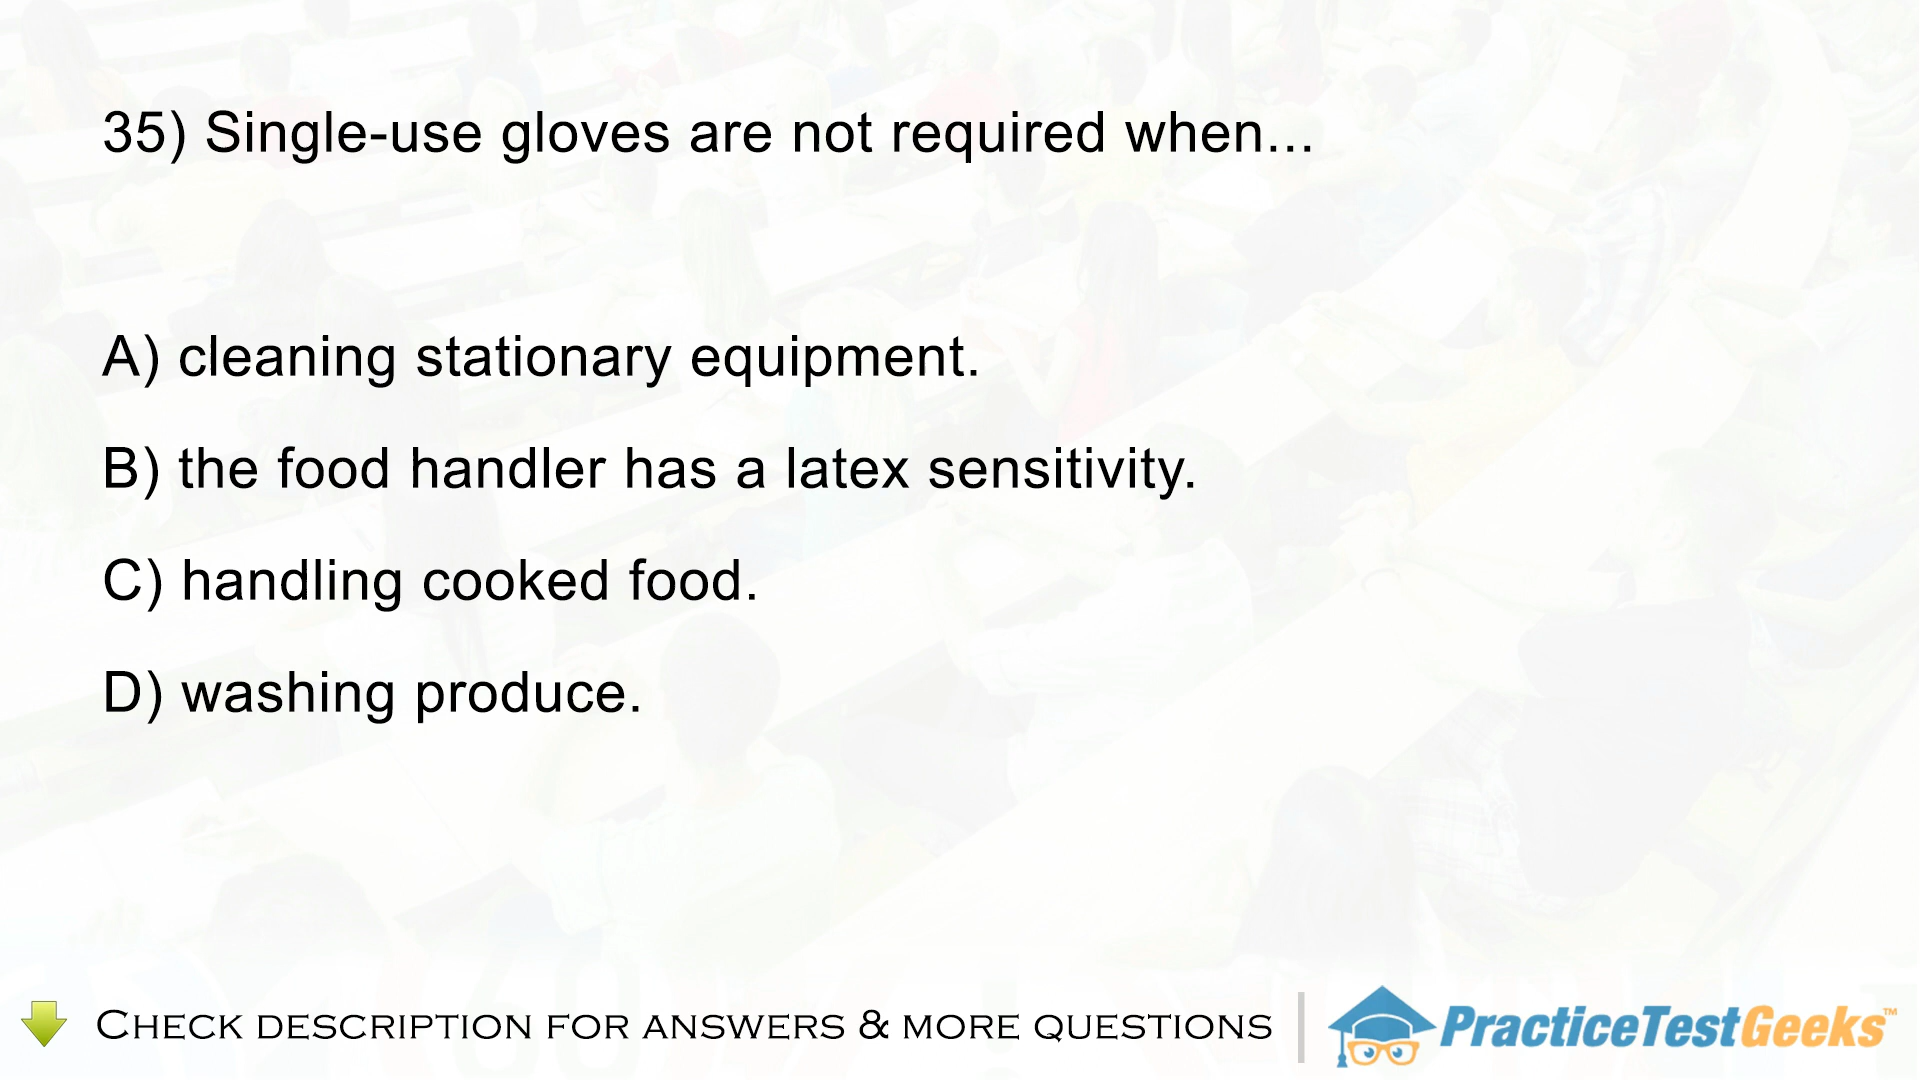 35) Single-use gloves are not required when...
A) cleaning stationary equipment.
B) the food handler has a latex sensitivity.
C) handling cooked food.
D) washing produce.
Check description for answers & more questions
PracticeTestGeeks™